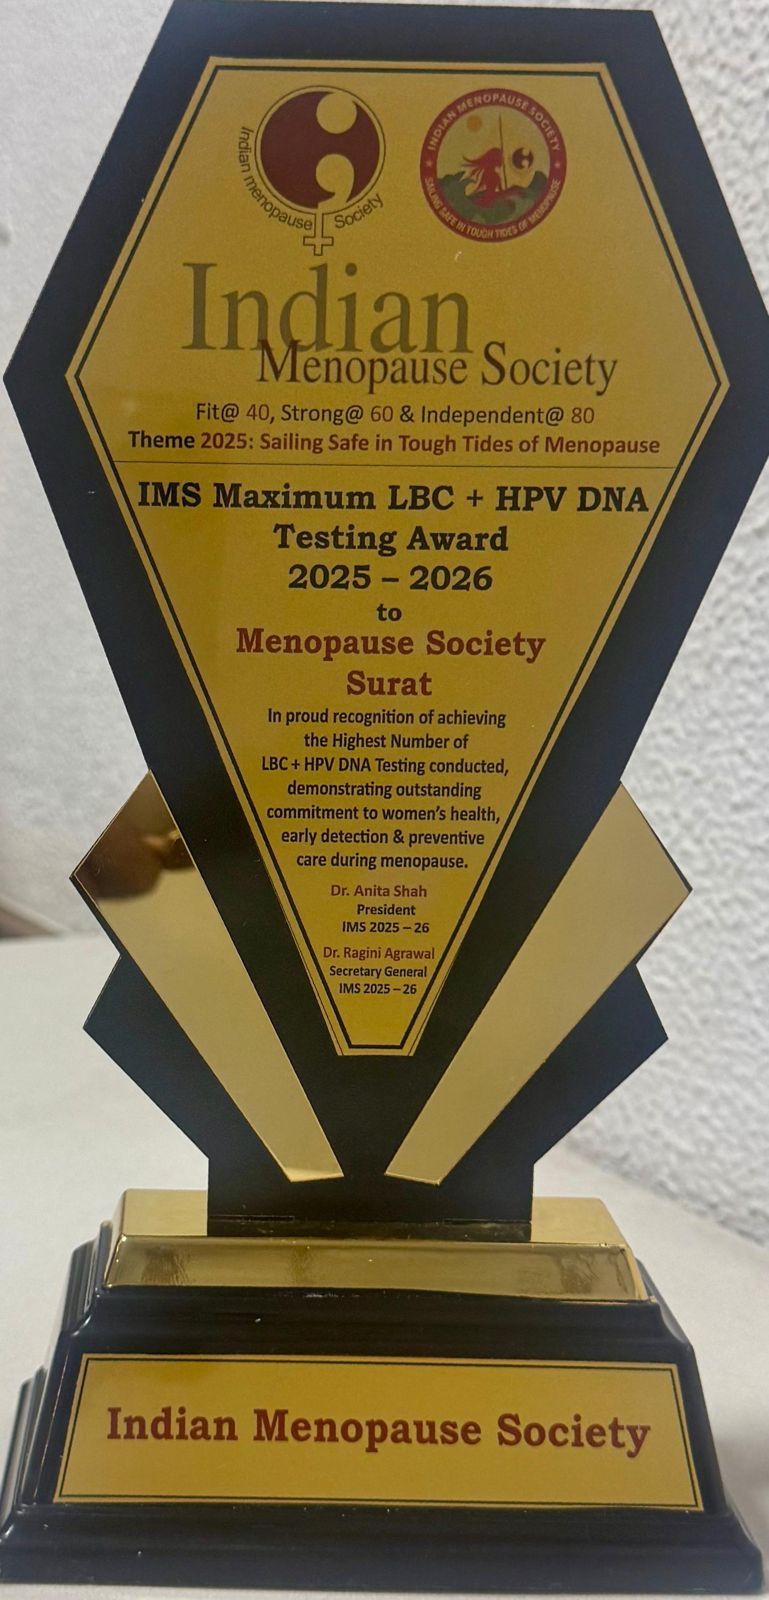 Indian menopause Society
INDIAN MENOPAUSE SOCIETY
SAILING SAFE IN TOUGH TIDES OF MENOPAUSE
Indian
Menopause Society
Fit@ 40, Strong@ 60 & Independent@ 80
Theme 2025: Sailing Safe in Tough Tides of Menopause
IMS Maximum LBC + HPV DNA
Testing Award
2025 – 2026
to
Menopause Society
Surat
In proud recognition of achieving
the Highest Number of
LBC + HPV DNA Testing conducted,
demonstrating outstanding
commitment to women's health,
early detection & preventive
care during menopause.
Dr. Anita Shah
President
IMS 2025 – 26
Dr. Ragini Agrawal
Secretary General
IMS 2025 – 26
Indian Menopause Society